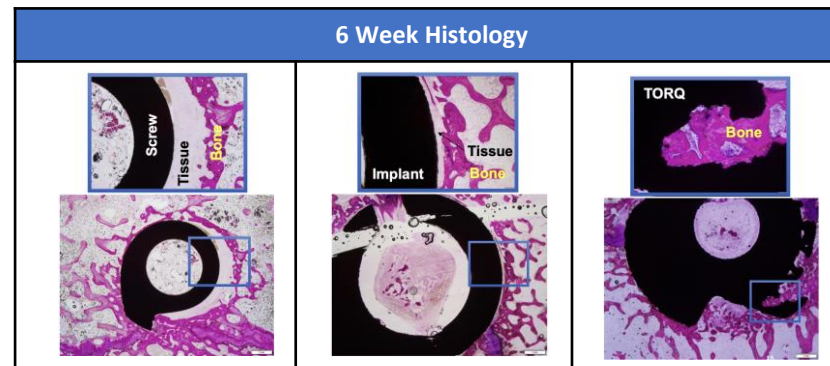 6 Week Histology
Screw
Tissue
Bone
Implant
Tissue
Bone
TORQ
Bone